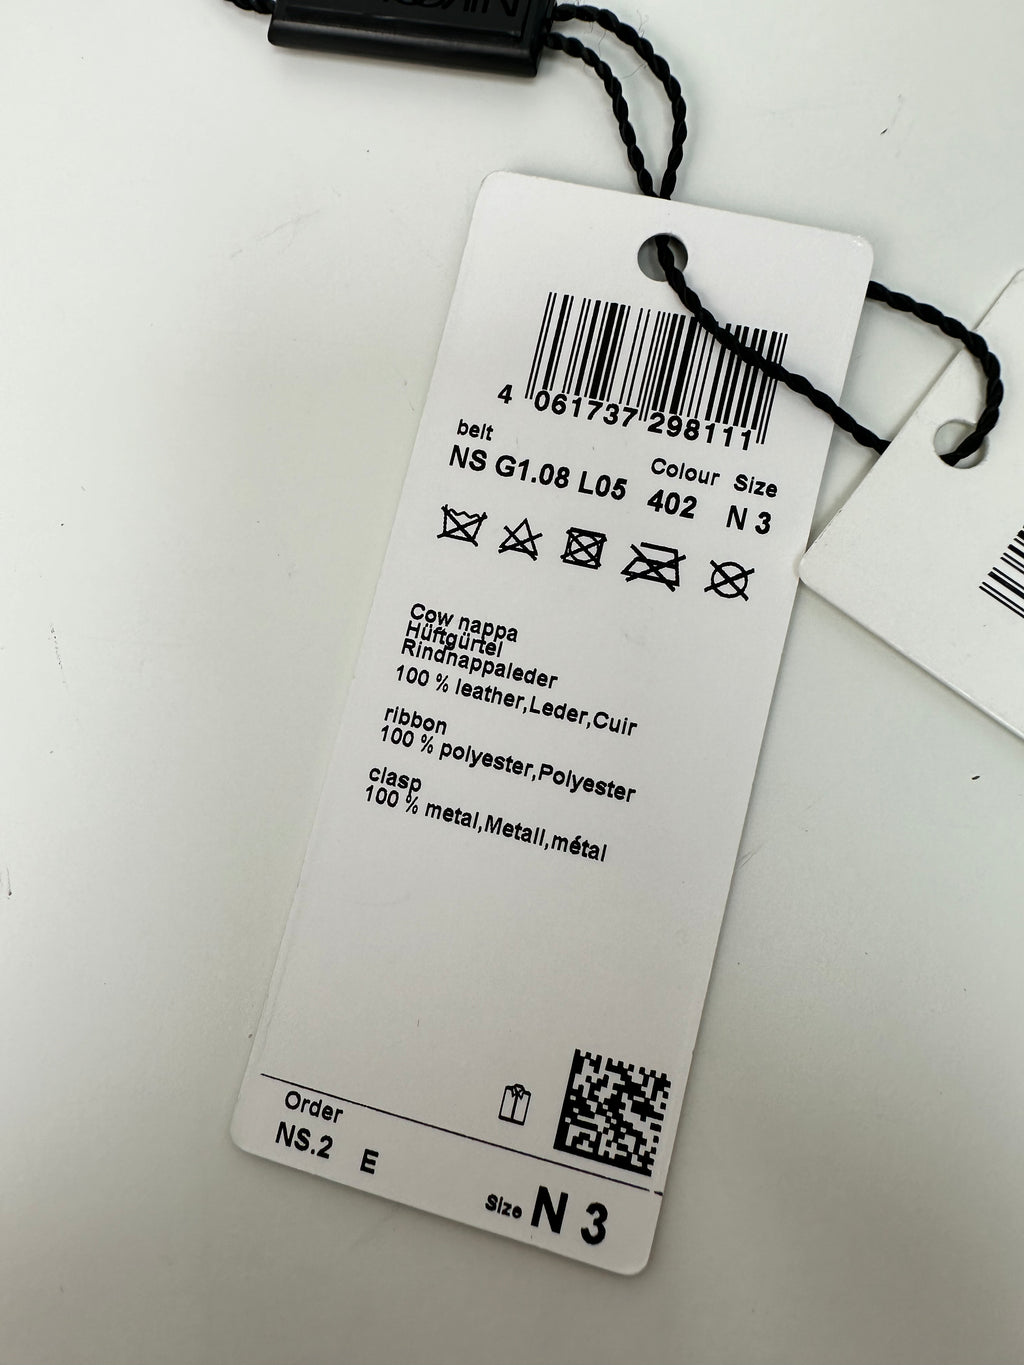 4 061737 298111
belt Colour Size
NS G1.08 L05 402 N 3
Cow nappa
Hüftgürtel
Rindnappaleder
100 % leather,Leder,Cuir
ribbon
100 % polyester,Polyester
clasp
100 % metal,Metall,métal
Order
NS.2 E
Size N 3